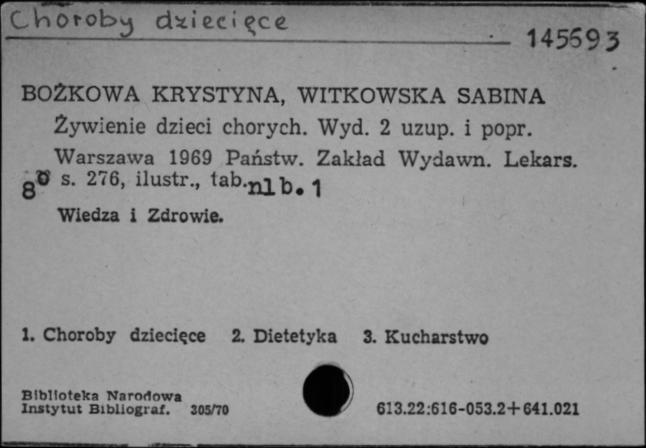 Choroby dziecięce
145693
BOŻKOWA KRYSTYNA, WITKOWSKA SABINA
Żywienie dzieci chorych. Wyd. 2 uzup. i popr.
Warszawa 1969 Państw. Zakład Wydawn. Lekars.
8° s. 276, ilustr., tab. nlb. 1
Wiedza i Zdrowie.
1. Choroby dziecięce 2. Dietetyka 3. Kucharstwo
Biblioteka Narodowa
Instytut Bibliograf. 305/70
613.22:616-053.2+641.021